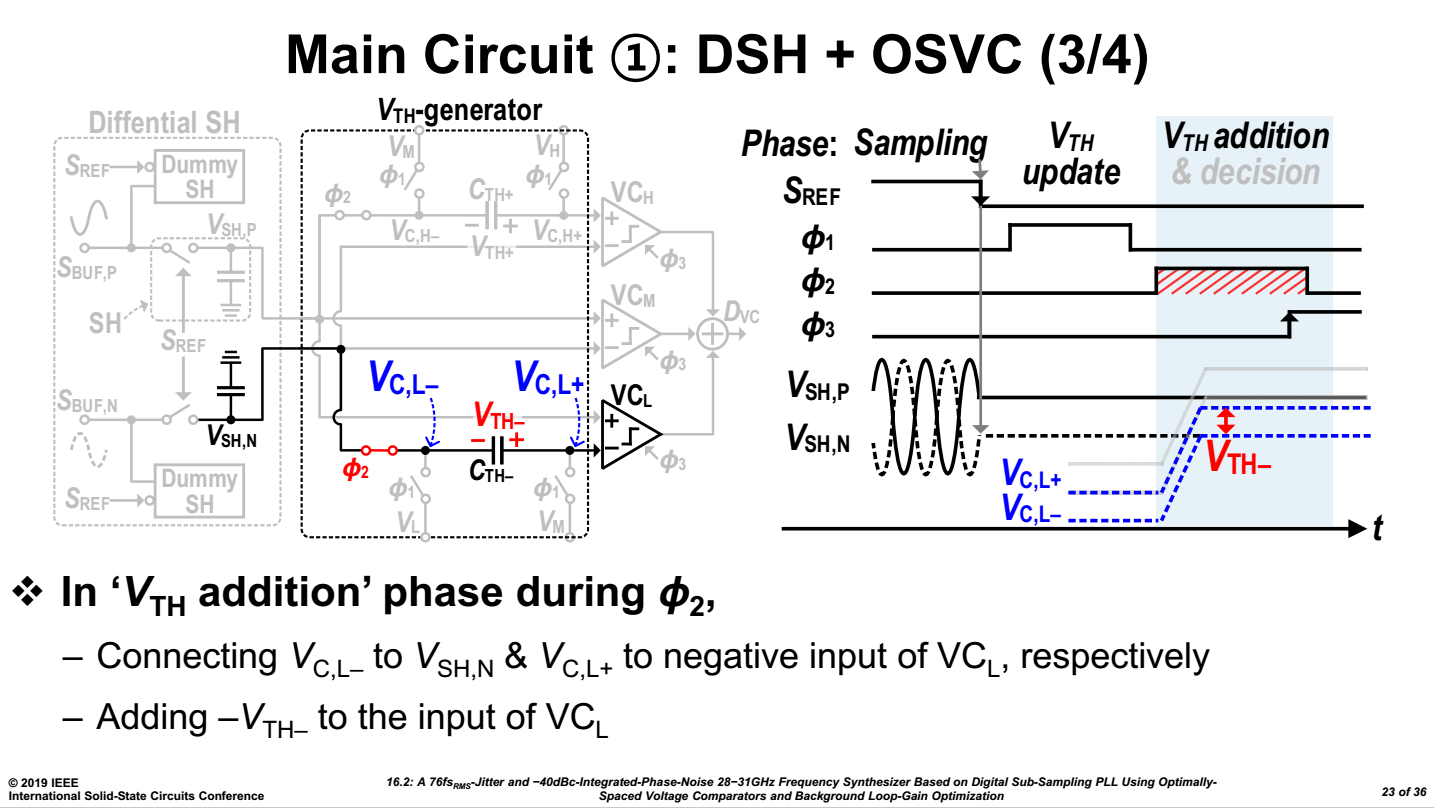 Main Circuit ①: DSH + OSVC (3/4)
Diffential SH
VTH-generator
SREF
Dummy
SH
VSH,P
SBUF,P
SH
SREF
SBUF,N
VSH,N
SREF
Dummy
SH
VM
VH
ϕ1
CTH+
ϕ1
ϕ2
VC,H–
– +
VTH+
VC,H+
VCH
+
–
ϕ3
VCM
+
–
ϕ3
DVC
VC,L–
VC,L+
VCL
VTH–
– +
+
–
ϕ2
CTH–
ϕ3
ϕ1
ϕ1
VL
VM
Phase: Sampling
VTH
update
VTH addition
& decision
SREF
ϕ1
ϕ2
ϕ3
VSH,P
VSH,N
VC,L+
VC,L–
VTH–
t
❖ In ‘VTH addition’ phase during ϕ2,
– Connecting VC,L– to VSH,N & VC,L+ to negative input of VCL, respectively
– Adding –VTH– to the input of VCL
© 2019 IEEE
International Solid-State Circuits Conference
16.2: A 76fsRMS-Jitter and −40dBc-Integrated-Phase-Noise 28−31GHz Frequency Synthesizer Based on Digital Sub-Sampling PLL Using Optimally-
Spaced Voltage Comparators and Background Loop-Gain Optimization
23 of 36